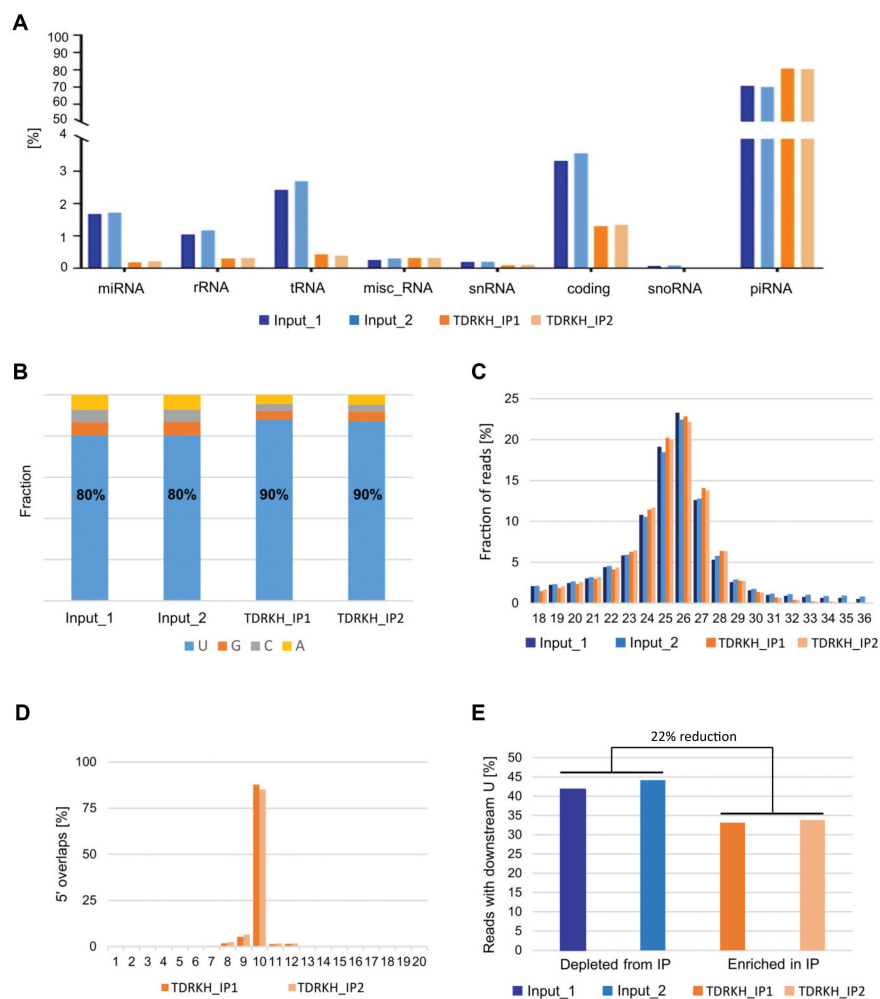 A
100
90
80
70
60
50
4
3
2
1
0
[%]
miRNA rRNA tRNA misc_RNA snRNA coding snoRNA piRNA
Input_1 Input_2 TDRKH_IP1 TDRKH_IP2
B
Fraction
80% 80% 90% 90%
Input_1 Input_2 TDRKH_IP1 TDRKH_IP2
U G C A
C
Fraction of reads [%]
25
20
15
10
5
0
18 19 20 21 22 23 24 25 26 27 28 29 30 31 32 33 34 35 36
Input_1 Input_2 TDRKH_IP1 TDRKH_IP2
D
5' overlaps [%]
100
75
50
25
0
1 2 3 4 5 6 7 8 9 10 11 12 13 14 15 16 17 18 19 20
TDRKH_IP1 TDRKH_IP2
E
22% reduction
Reads with downstream U [%]
50
45
40
35
30
25
20
15
10
5
0
Depleted from IP Enriched in IP
Input_1 Input_2 TDRKH_IP1 TDRKH_IP2